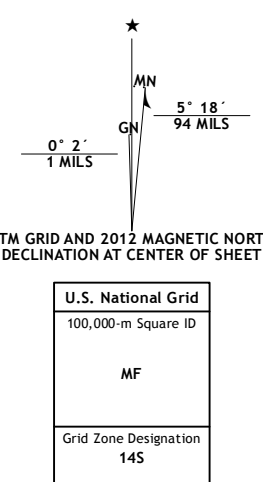 MN
5° 18´
94 MILS
GN
0° 2´
1 MILS
TM GRID AND 2012 MAGNETIC NORT
DECLINATION AT CENTER OF SHEET
U.S. National Grid
100,000-m Square ID
MF
Grid Zone Designation
14S